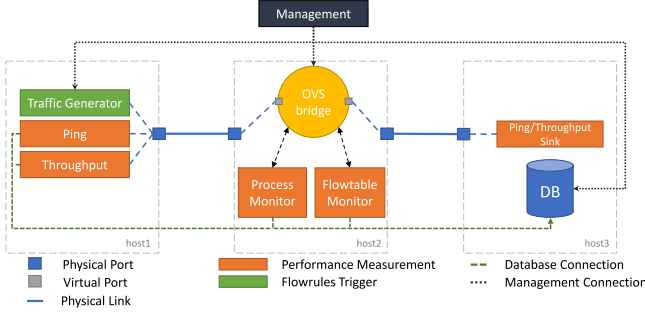 Management
Traffic Generator
Ping
Throughput
OVS
bridge
Process
Monitor
Flowtable
Monitor
Ping/Throughput
Sink
DB
host1
host2
host3
Physical Port
Virtual Port
Physical Link
Performance Measurement
Flowrules Trigger
Database Connection
Management Connection